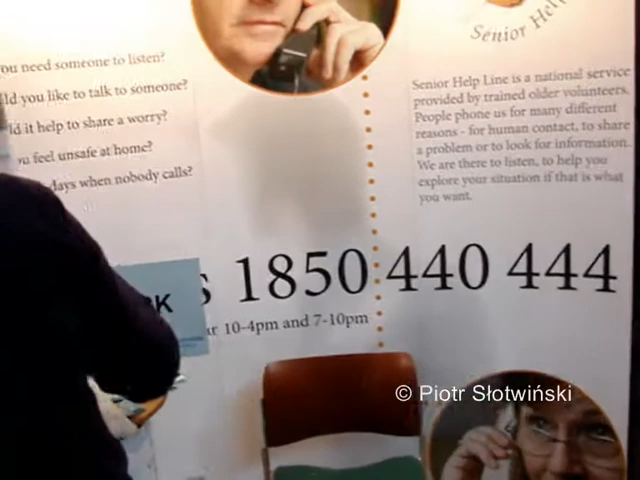 Senior Help
ou need someone to listen?
ld you like to talk to someone?
ld it help to share a worry?
u feel unsafe at home?
days when nobody calls?
Senior Help Line is a national service
provided by trained older volunteers.
People phone us for many different
reasons - for human contact, to share
a problem or to look for information.
We are there to listen, to help you
explore your situation if that is what
you want.
s 1850 440 444
10-4pm and 7-10pm
© Piotr Słotwiński